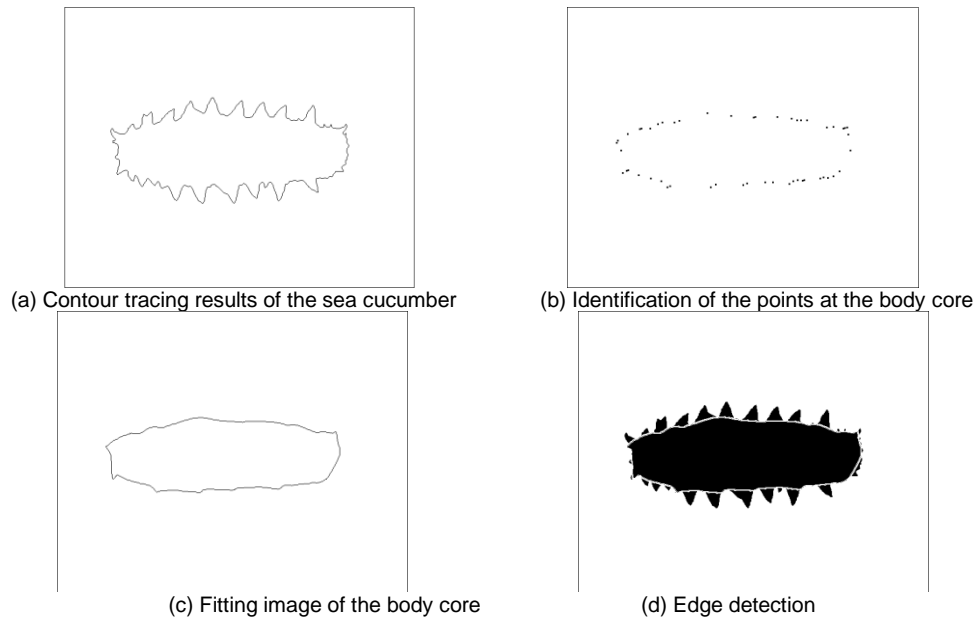 (a) Contour tracing results of the sea cucumber
(b) Identification of the points at the body core
(c) Fitting image of the body core
(d) Edge detection